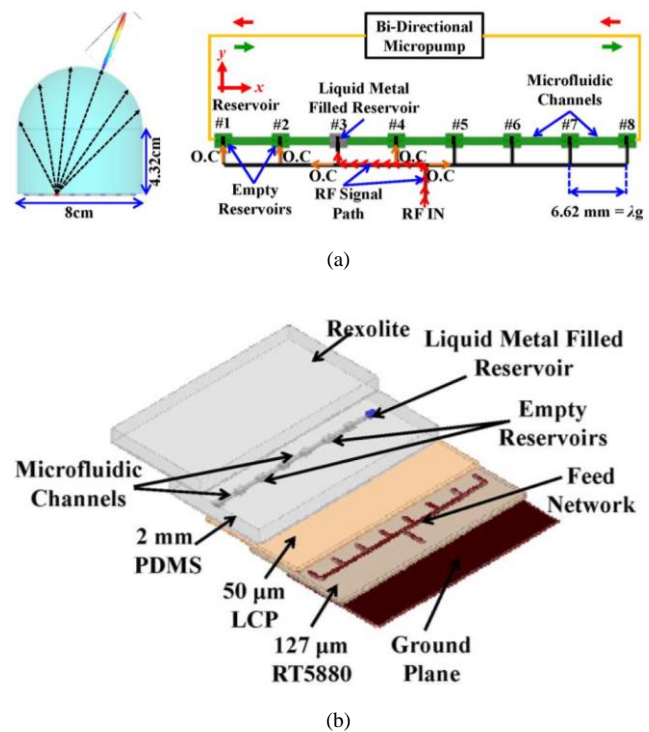 (a)
Bi-Directional
Micropump
y
x
Reservoir
Liquid Metal
Filled Reservoir
Microfluidic
Channels
#1
#2
#3
#4
#5
#6
#7
#8
O.C
O.C
O.C
O.C
O.C
Empty
Reservoirs
RF Signal
Path
RF IN
6.62 mm = λg
4.32cm
8cm
(a)
Rexolite
Liquid Metal Filled
Reservoir
Empty
Reservoirs
Microfluidic
Channels
Feed
Network
2 mm
PDMS
50 μm
LCP
127 μm
RT5880
Ground
Plane
(b)
(b)